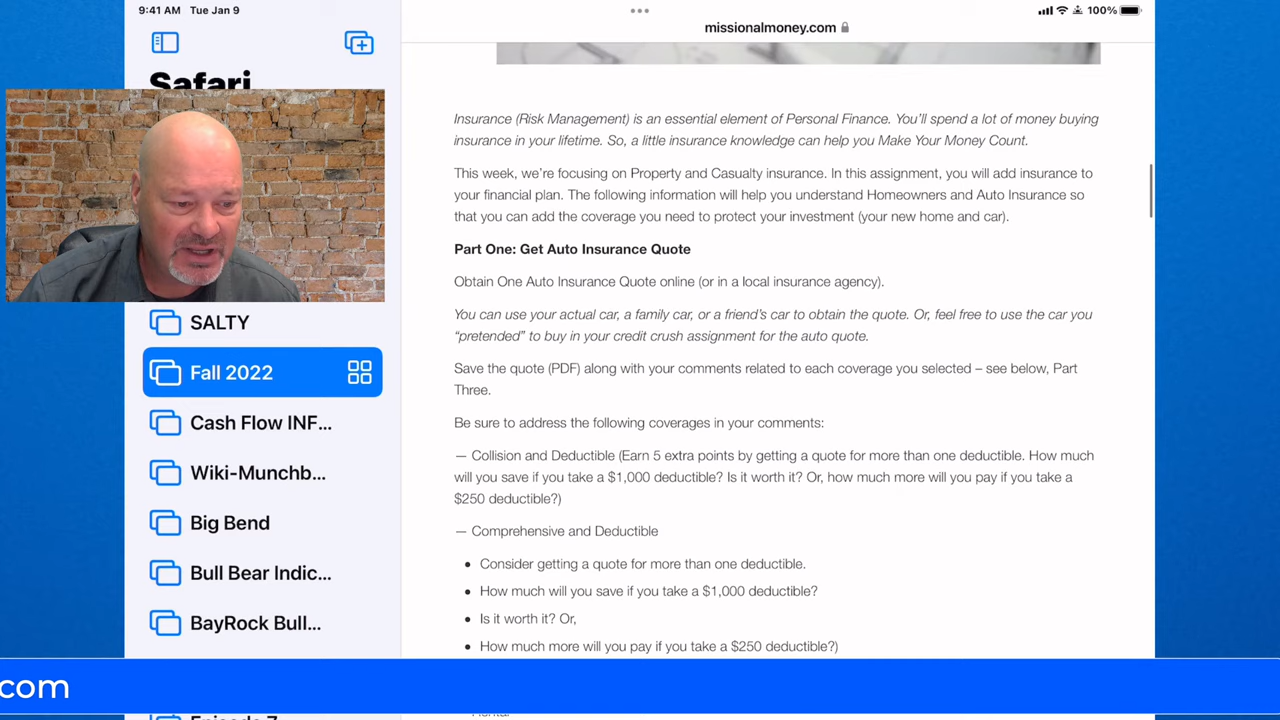 9:41 AM Tue Jan 9
100%
missionalmoney.com
Safari
SALTY
Fall 2022
Cash Flow INF...
Wiki-Munchb...
Big Bend
Bull Bear Indic...
BayRock Bull...
Insurance (Risk Management) is an essential element of Personal Finance. You’ll spend a lot of money buying
insurance in your lifetime. So, a little insurance knowledge can help you Make Your Money Count.
This week, we’re focusing on Property and Casualty insurance. In this assignment, you will add insurance to
your financial plan. The following information will help you understand Homeowners and Auto Insurance so
that you can add the coverage you need to protect your investment (your new home and car).
Part One: Get Auto Insurance Quote
Obtain One Auto Insurance Quote online (or in a local insurance agency).
You can use your actual car, a family car, or a friend’s car to obtain the quote. Or, feel free to use the car you
“pretended” to buy in your credit crush assignment for the auto quote.
Save the quote (PDF) along with your comments related to each coverage you selected – see below, Part
Three.
Be sure to address the following coverages in your comments:
— Collision and Deductible (Earn 5 extra points by getting a quote for more than one deductible. How much
will you save if you take a $1,000 deductible? Is it worth it? Or, how much more will you pay if you take a
$250 deductible?)
— Comprehensive and Deductible
• Consider getting a quote for more than one deductible.
• How much will you save if you take a $1,000 deductible?
• Is it worth it? Or,
• How much more will you pay if you take a $250 deductible?)
com